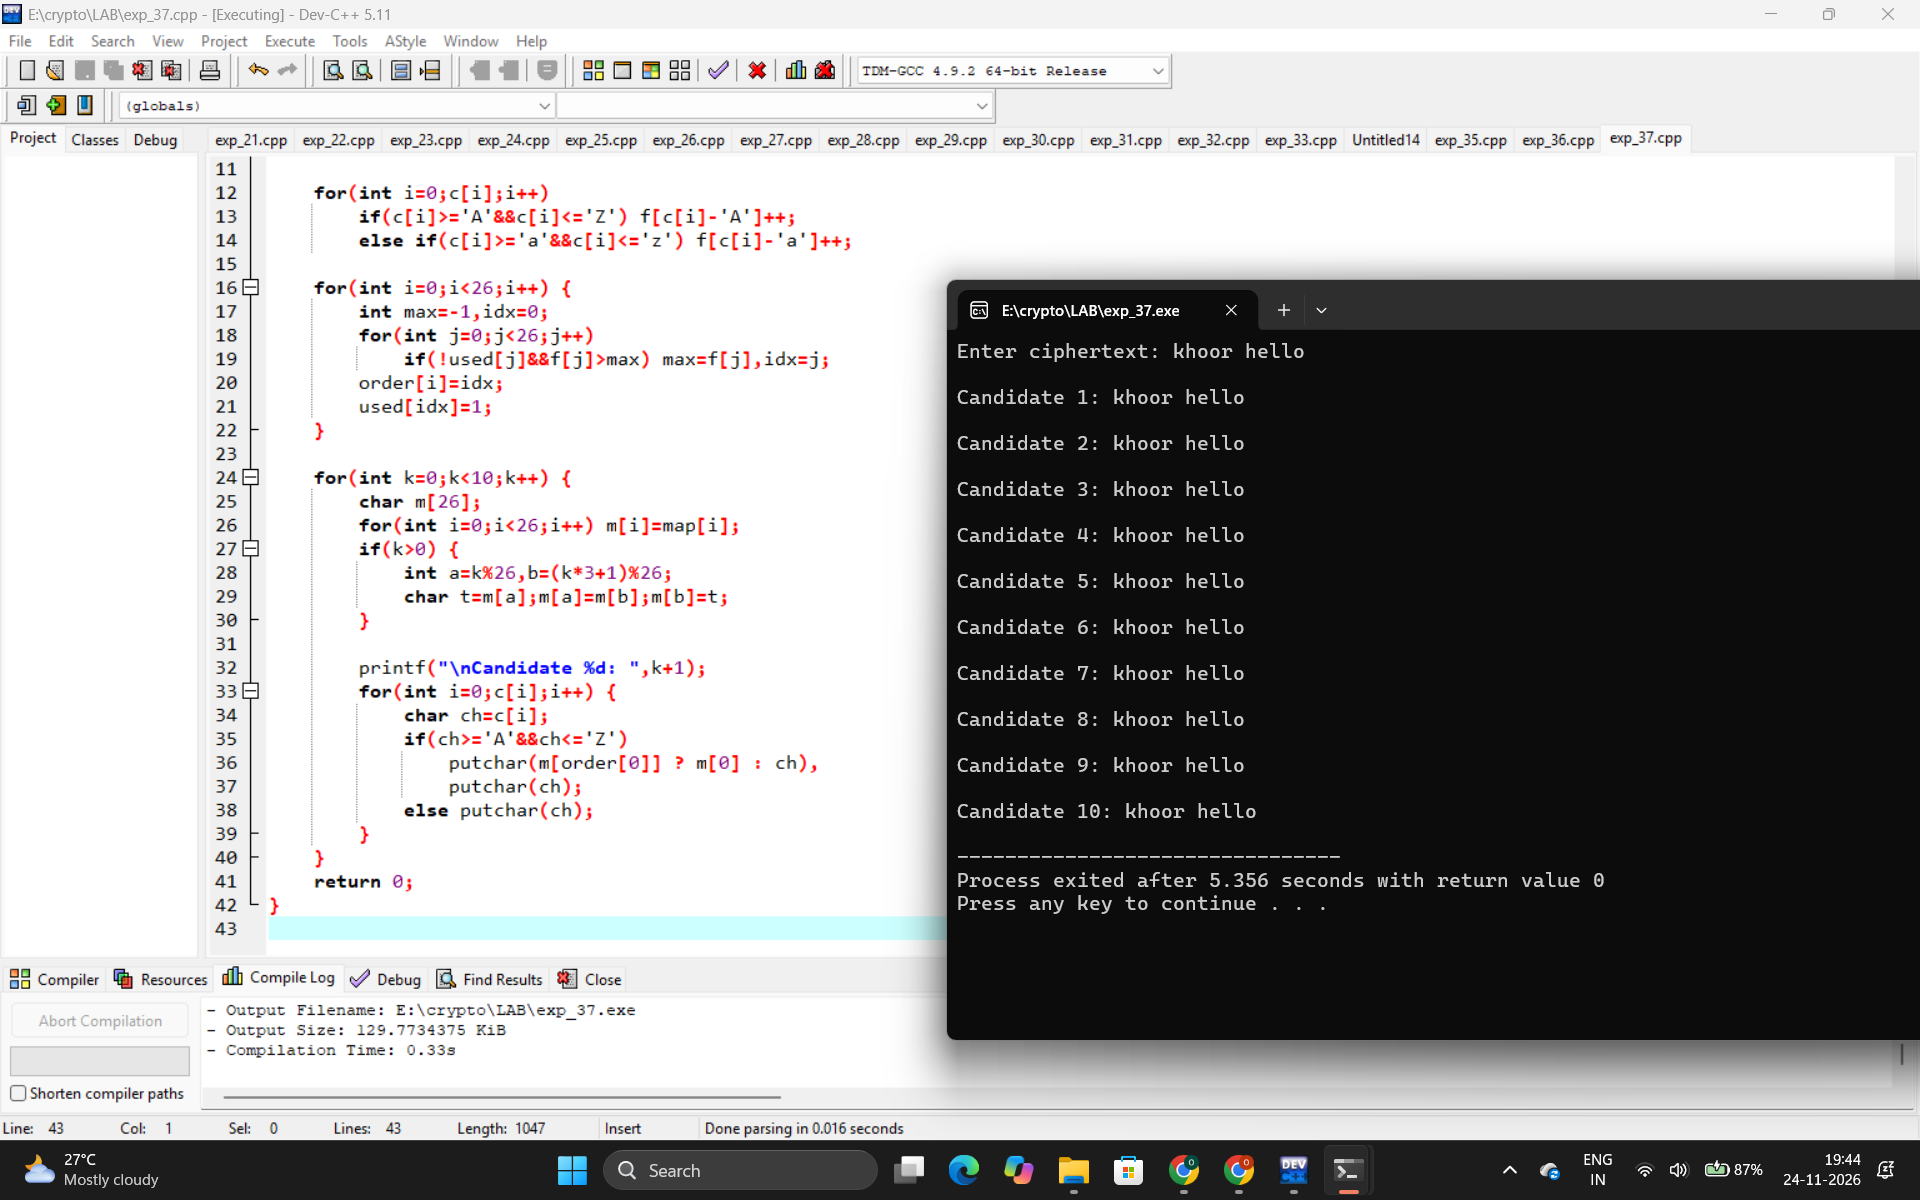 E:\crypto\LAB\exp_37.cpp - [Executing] - Dev-C++ 5.11
File Edit Search View Project Execute Tools AStyle Window Help
TDM-GCC 4.9.2 64-bit Release
(globals)
Project Classes Debug
exp_21.cpp exp_22.cpp exp_23.cpp exp_24.cpp exp_25.cpp exp_26.cpp exp_27.cpp exp_28.cpp exp_29.cpp exp_30.cpp exp_31.cpp exp_32.cpp exp_33.cpp Untitled14 exp_35.cpp exp_36.cpp exp_37.cpp
11
12 for(int i=0;c[i];i++)
13 if(c[i]>='A'&&c[i]<='Z') f[c[i]-'A']++;
14 else if(c[i]>='a'&&c[i]<='z') f[c[i]-'a']++;
15
16 for(int i=0;i<26;i++) {
17 int max=-1,idx=0;
18 for(int j=0;j<26;j++)
19 if(!used[j]&&f[j]>max) max=f[j],idx=j;
20 order[i]=idx;
21 used[idx]=1;
22 }
23
24 for(int k=0;k<10;k++) {
25 char m[26];
26 for(int i=0;i<26;i++) m[i]=map[i];
27 if(k>0) {
28 int a=k%26,b=(k*3+1)%26;
29 char t=m[a];m[a]=m[b];m[b]=t;
30 }
31
32 printf("\nCandidate %d: ",k+1);
33 for(int i=0;c[i];i++) {
34 char ch=c[i];
35 if(ch>='A'&&ch<='Z')
36 putchar(m[order[0]] ? m[0] : ch),
37 putchar(ch);
38 else putchar(ch);
39 }
40 }
41 return 0;
42 }
43
E:\crypto\LAB\exp_37.exe
Enter ciphertext: khoor hello
Candidate 1: khoor hello
Candidate 2: khoor hello
Candidate 3: khoor hello
Candidate 4: khoor hello
Candidate 5: khoor hello
Candidate 6: khoor hello
Candidate 7: khoor hello
Candidate 8: khoor hello
Candidate 9: khoor hello
Candidate 10: khoor hello
--------------------------------
Process exited after 5.356 seconds with return value 0
Press any key to continue . . .
Compiler Resources Compile Log Debug Find Results Close
Abort Compilation
Shorten compiler paths
- Output Filename: E:\crypto\LAB\exp_37.exe
- Output Size: 129.7734375 KiB
- Compilation Time: 0.33s
Line: 43 Col: 1 Sel: 0 Lines: 43 Length: 1047 Insert Done parsing in 0.016 seconds
27°C
Mostly cloudy
Search
DEV
ENG
IN
87%
19:44
24-11-2026